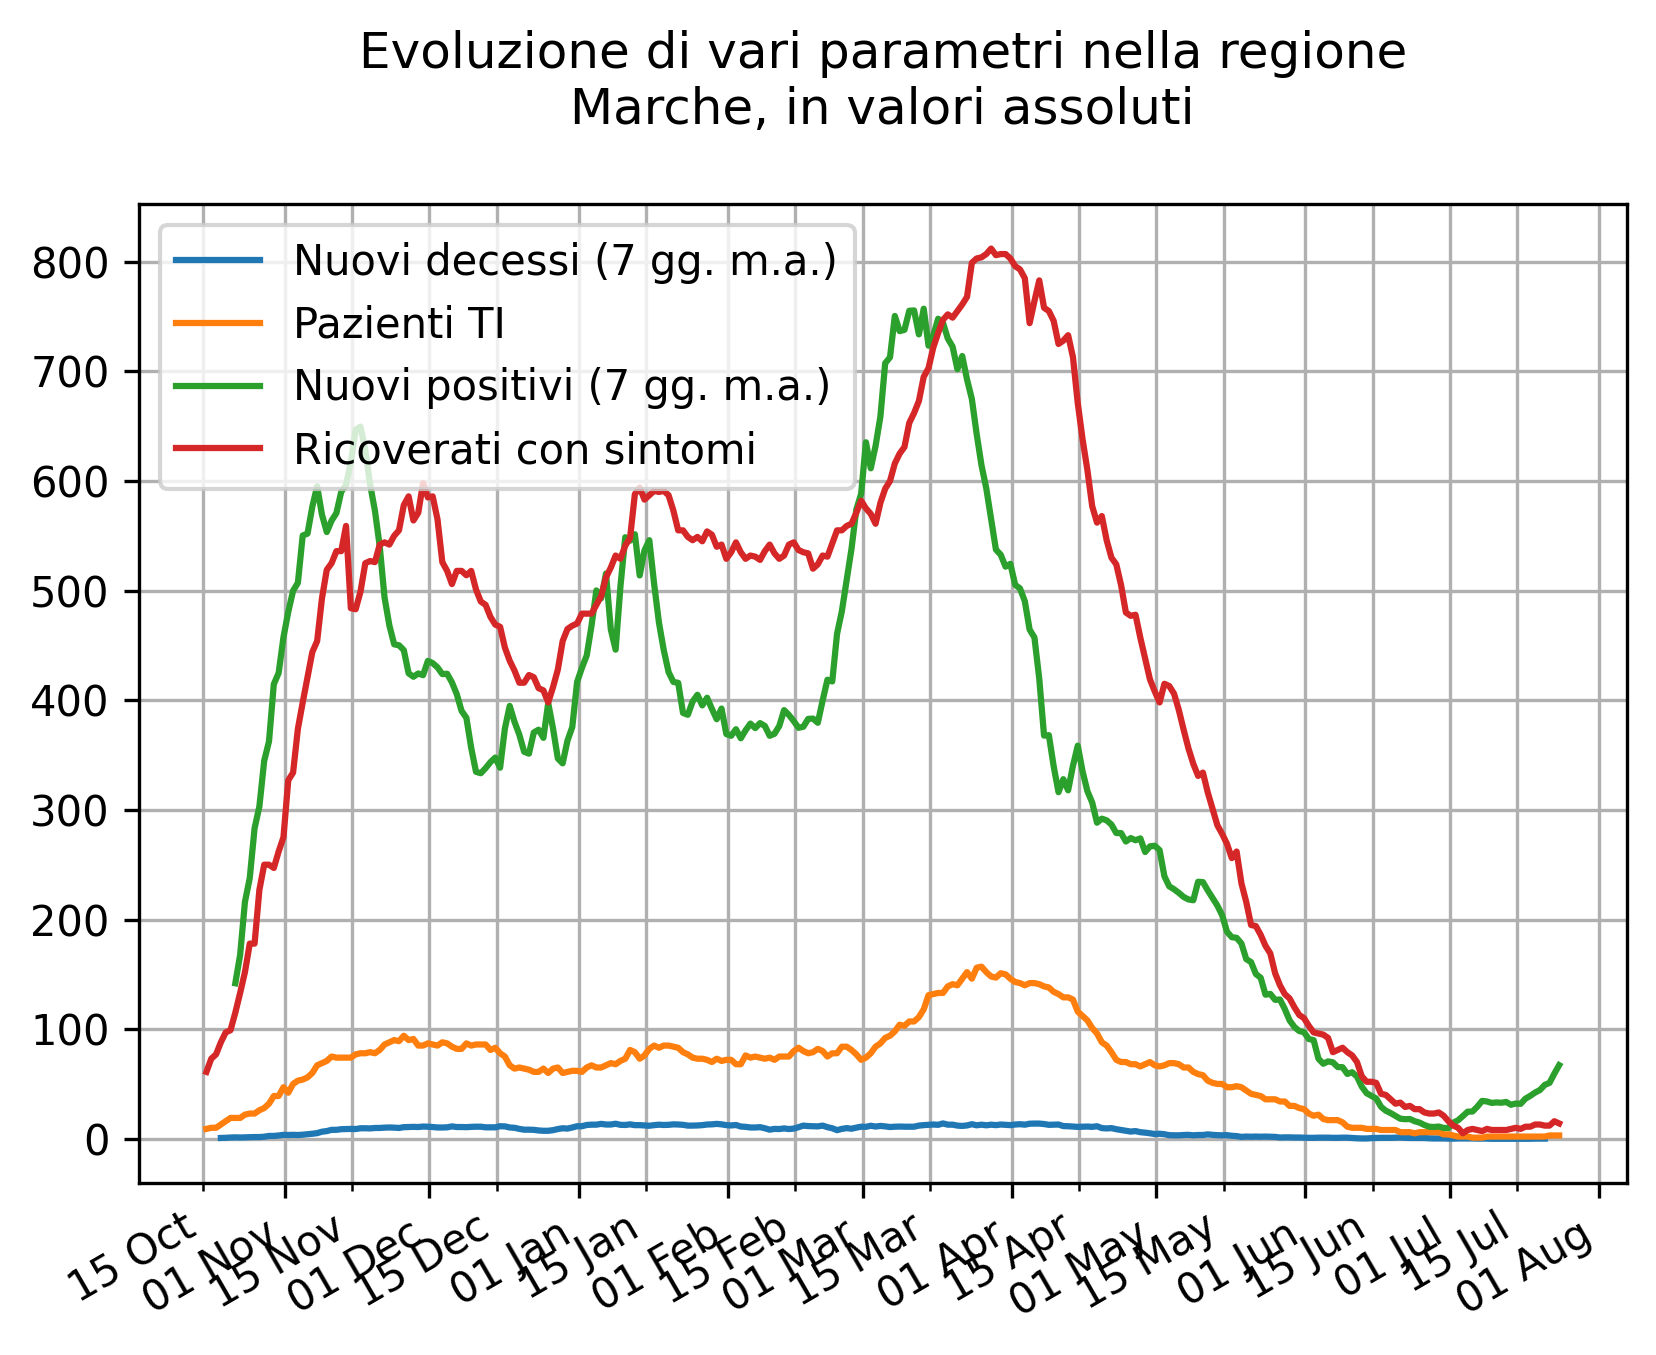 Evoluzione di vari parametri nella regione
Marche, in valori assoluti
Nuovi decessi (7 gg. m.a.)
Pazienti TI
Nuovi positivi (7 gg. m.a.)
Ricoverati con sintomi
800
700
600
500
400
300
200
100
0
15 Oct
01 Nov
15 Nov
01 Dec
15 Dec
01 Jan
15 Jan
01 Feb
15 Feb
01 Mar
15 Mar
01 Apr
15 Apr
01 May
15 May
01 Jun
15 Jun
01 Jul
15 Jul
01 Aug